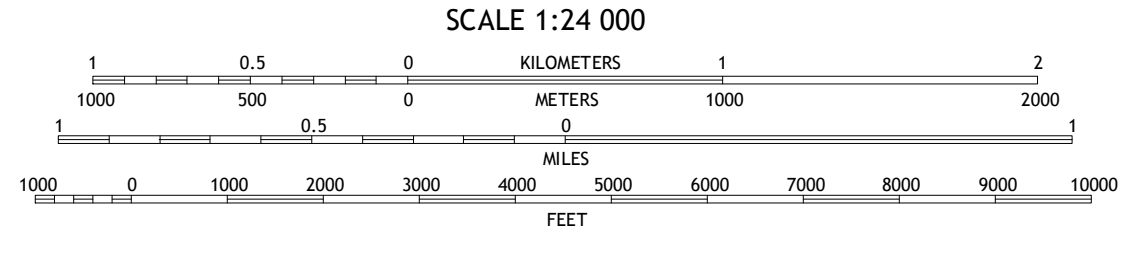 SCALE 1:24 000
1 0.5 0 KILOMETERS 1 2
1000 500 0 METERS 1000 2000
1 0.5 0 1
MILES
1000 0 1000 2000 3000 4000 5000 6000 7000 8000 9000 10000
FEET